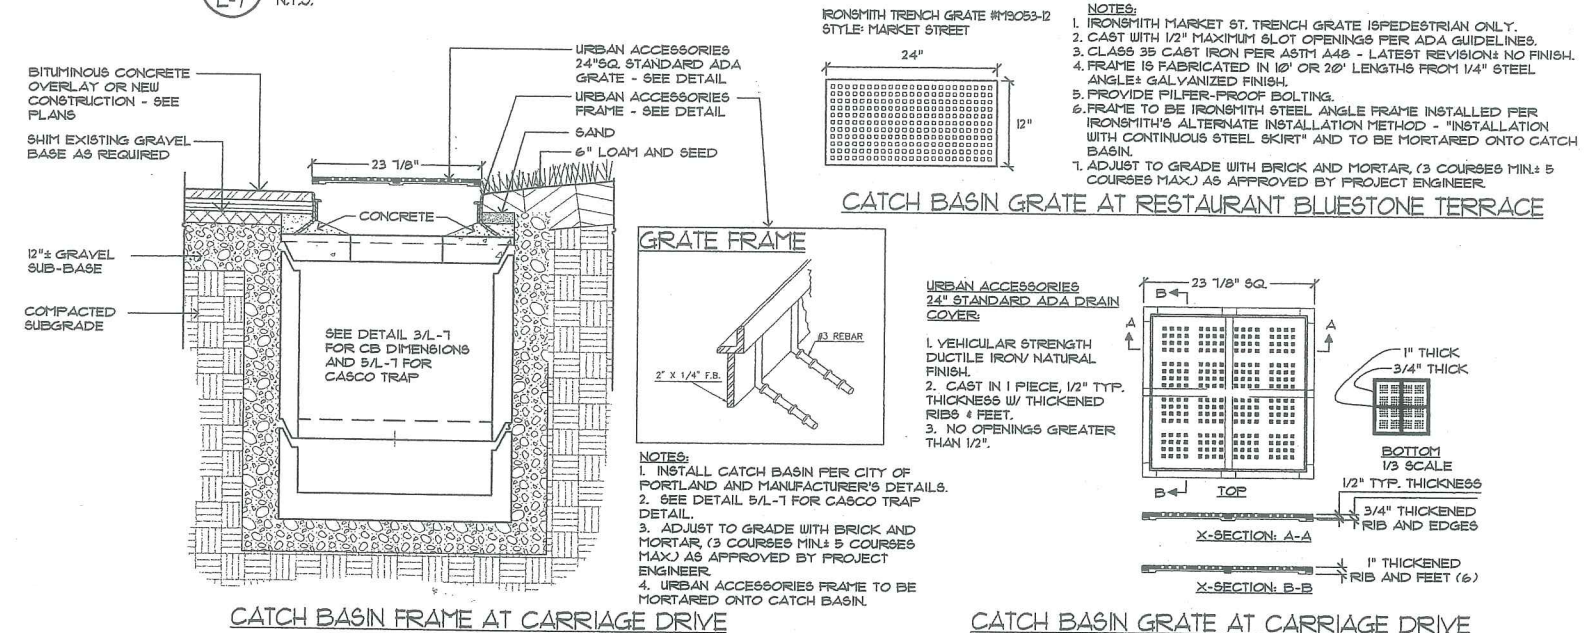 N.T.S.
BITUMINOUS CONCRETE
OVERLAY OR NEW
CONSTRUCTION - SEE
PLANS
SHIM EXISTING GRAVEL
BASE AS REQUIRED
12"± GRAVEL
SUB-BASE
COMPACTED
SUBGRADE
URBAN ACCESSORIES
24"SQ. STANDARD ADA
GRATE - SEE DETAIL
URBAN ACCESSORIES
FRAME - SEE DETAIL
SAND
6" LOAM AND SEED
23 7/8"
CONCRETE
SEE DETAIL 3/L-7
FOR CB DIMENSIONS
AND 5/L-7 FOR
CASCO TRAP
CATCH BASIN FRAME AT CARRIAGE DRIVE
GRATE FRAME
#3 REBAR
2" X 1/4" F.B.
NOTES:
1. INSTALL CATCH BASIN PER CITY OF
PORTLAND AND MANUFACTURER'S DETAILS.
2. SEE DETAIL 5/L-7 FOR CASCO TRAP
DETAIL.
3. ADJUST TO GRADE WITH BRICK AND
MORTAR, (3 COURSES MIN.± 5 COURSES
MAX.) AS APPROVED BY PROJECT
ENGINEER
4. URBAN ACCESSORIES FRAME TO BE
MORTARED ONTO CATCH BASIN.
IRONSMITH TRENCH GRATE #M9053-12
STYLE: MARKET STREET
24"
12"
NOTES:
1. IRONSMITH MARKET ST. TRENCH GRATE ISPEDESTRIAN ONLY.
2. CAST WITH 1/2" MAXIMUM SLOT OPENINGS PER ADA GUIDELINES.
3. CLASS 35 CAST IRON PER ASTM A48 - LATEST REVISION± NO FINISH.
4. FRAME IS FABRICATED IN 10' OR 20' LENGTHS FROM 1/4" STEEL
ANGLE± GALVANIZED FINISH.
5. PROVIDE PILFER-PROOF BOLTING.
6.FRAME TO BE IRONSMITH STEEL ANGLE FRAME INSTALLED PER
IRONSMITH'S ALTERNATE INSTALLATION METHOD - "INSTALLATION
WITH CONTINUOUS STEEL SKIRT" AND TO BE MORTARED ONTO CATCH
BASIN.
7. ADJUST TO GRADE WITH BRICK AND MORTAR, (3 COURSES MIN.± 5
COURSES MAX.) AS APPROVED BY PROJECT ENGINEER
CATCH BASIN GRATE AT RESTAURANT BLUESTONE TERRACE
URBAN ACCESSORIES
24" STANDARD ADA DRAIN
COVER:
1. VEHICULAR STRENGTH
DUCTILE IRON/ NATURAL
FINISH.
2. CAST IN 1 PIECE, 1/2" TYP.
THICKNESS W/ THICKENED
RIBS & FEET.
3. NO OPENINGS GREATER
THAN 1/2".
23 7/8" SQ.
B
A
A
B
TOP
1" THICK
3/4" THICK
BOTTOM
1/3 SCALE
1/2" TYP. THICKNESS
3/4" THICKENED
RIB AND EDGES
X-SECTION: A-A
1" THICKENED
RIB AND FEET (6)
X-SECTION: B-B
CATCH BASIN GRATE AT CARRIAGE DRIVE